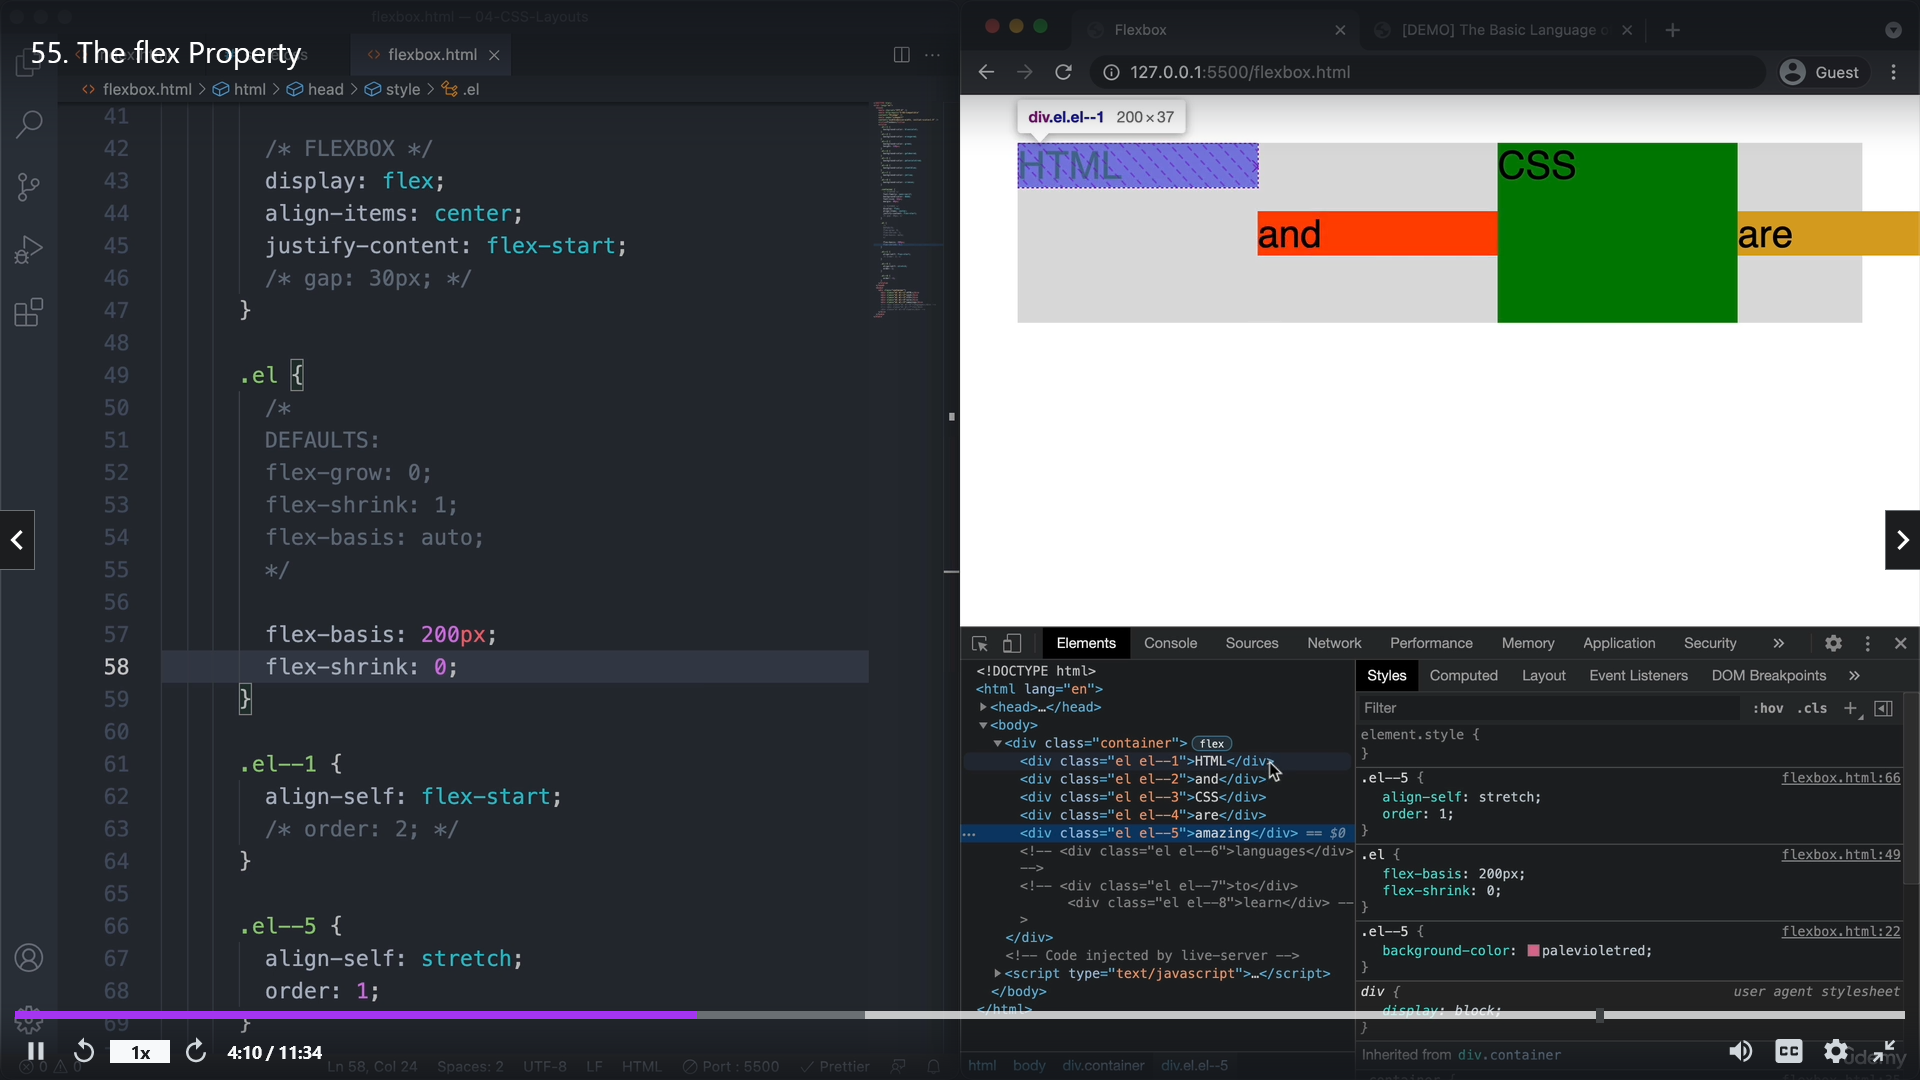 flexbox.html — 04-CSS-Layouts
55. The flex Property
flexbox.html
flexbox.html > html > head > style > .el
41
42 /* FLEXBOX */
43 display: flex;
44 align-items: center;
45 justify-content: flex-start;
46 /* gap: 30px; */
47 }
48
49 .el {
50 /*
51 DEFAULTS:
52 flex-grow: 0;
53 flex-shrink: 1;
54 flex-basis: auto;
55 */
56
57 flex-basis: 200px;
58 flex-shrink: 0;
59 }
60
61 .el--1 {
62 align-self: flex-start;
63 /* order: 2; */
64 }
65
66 .el--5 {
67 align-self: stretch;
68 order: 1;
69 }
1x
4:10 / 11:34
Ln 58, Col 24 Spaces: 2 UTF-8 LF HTML Port : 5500 Prettier
Flexbox
[DEMO] The Basic Language o
127.0.0.1:5500/flexbox.html
Guest
div.el.el--1 200 × 37
HTML
and
CSS
are
Elements Console Sources Network Performance Memory Application Security »
<!DOCTYPE html>
<html lang="en">
<head>…</head>
<body>
<div class="container"> flex
<div class="el el--1">HTML</div>
<div class="el el--2">and</div>
<div class="el el--3">CSS</div>
<div class="el el--4">are</div>
<div class="el el--5">amazing</div> == $0
<!-- <div class="el el--6">languages</div>
-->
<!-- <div class="el el--7">to</div>
<div class="el el--8">learn</div> --
>
</div>
<!-- Code injected by live-server -->
<script type="text/javascript">…</script>
</body>
</html>
html body div.container div.el.el--5
Styles Computed Layout Event Listeners DOM Breakpoints »
Filter :hov .cls +
element.style {
}
.el--5 { flexbox.html:66
align-self: stretch;
order: 1;
}
.el { flexbox.html:49
flex-basis: 200px;
flex-shrink: 0;
}
.el--5 { flexbox.html:22
background-color: palevioletred;
}
div { user agent stylesheet
display: block;
}
Inherited from div.container
CC
ûdemy